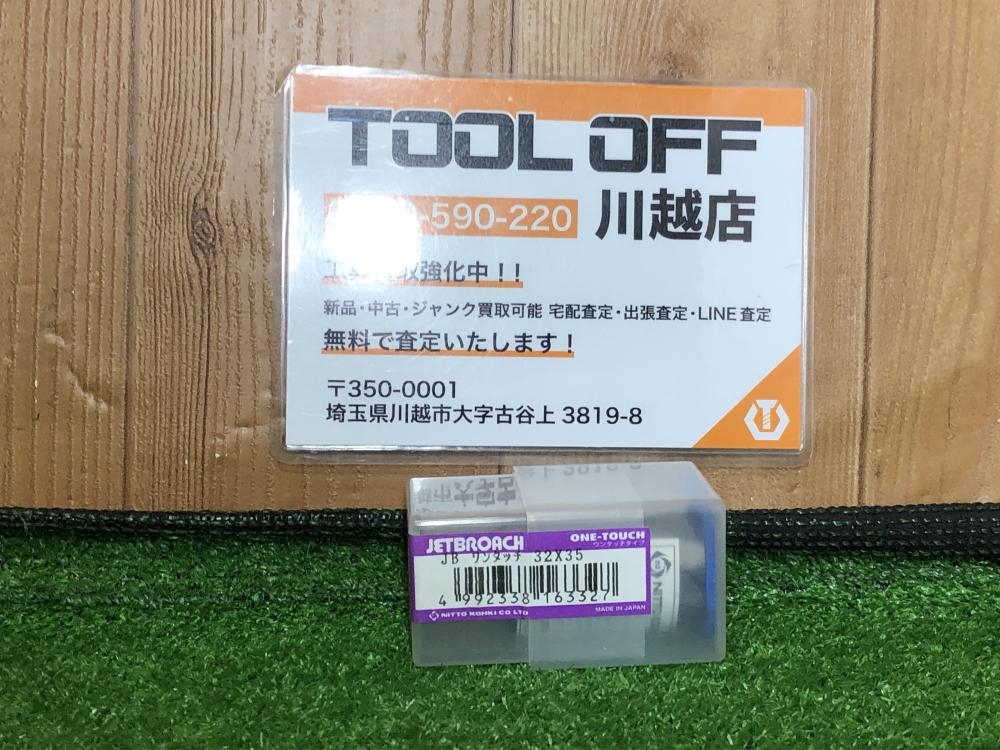 TOOL OFF
-590-220 川越店
強化中!!
新品・中古・ジャンク買取可能 宅配査定・出張査定・LINE査定
無料で査定いたします!
〒350-0001
埼玉県川越市大字古谷上 3819-8
JETBROACH ONE-TOUCH
ワンタッチタイプ
JB ワンタッチ 32X35
4 992338 163327
NITTO KOHKI CO LTD MADE IN JAPAN